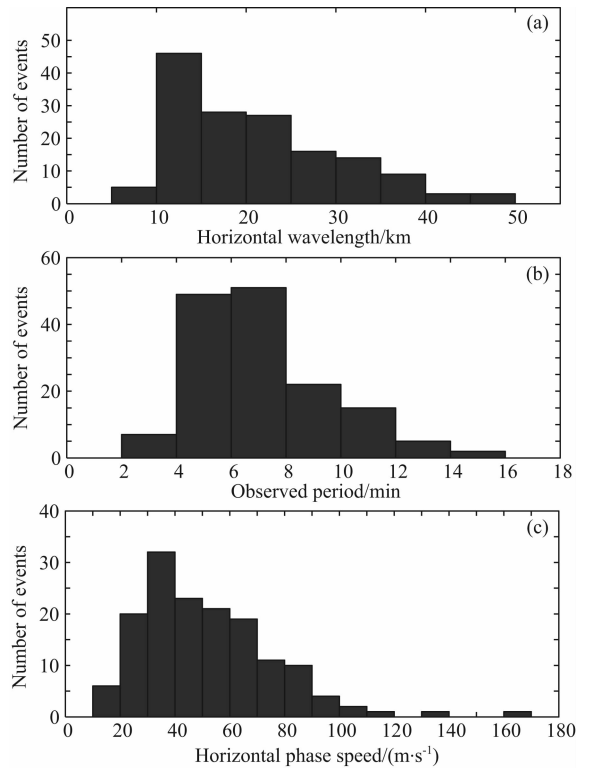 (a)
50
40
30
20
10
0
Number of events
0 10 20 30 40 50
Horizontal wavelength/km
(b)
60
40
20
0
Number of events
0 2 4 6 8 10 12 14 16 18
Observed period/min
(c)
40
30
20
10
0
Number of events
0 20 40 60 80 100 120 140 160 180
Horizontal phase speed/(m·s⁻¹)